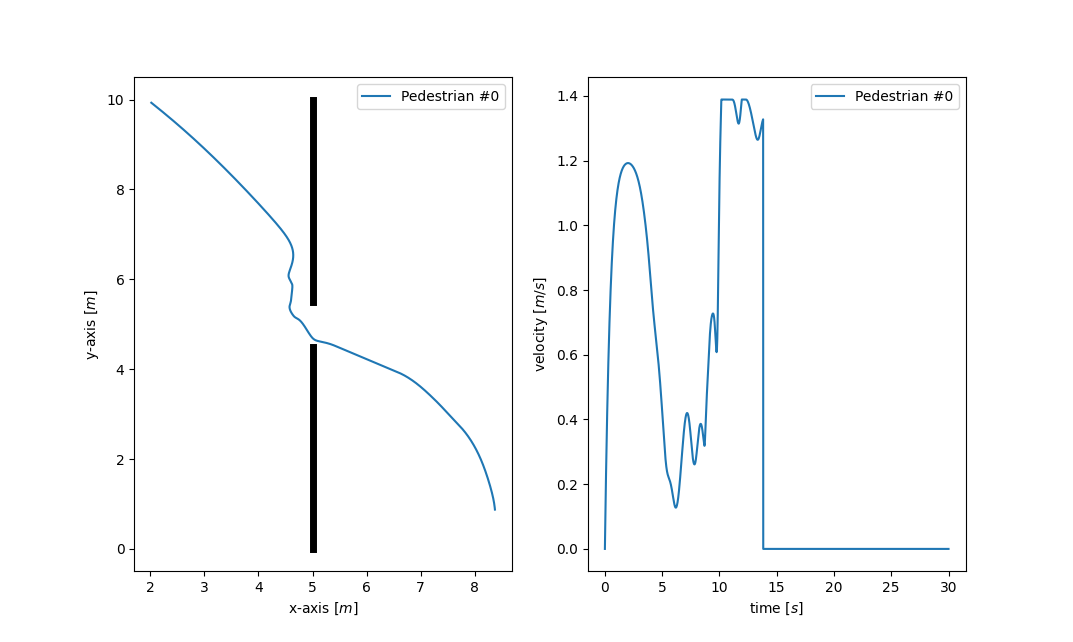 Pedestrian #0
10
8
6
4
2
0
y-axis [m]
2 3 4 5 6 7 8
x-axis [m]
Pedestrian #0
1.4
1.2
1.0
0.8
0.6
0.4
0.2
0.0
velocity [m/s]
0 5 10 15 20 25 30
time [s]